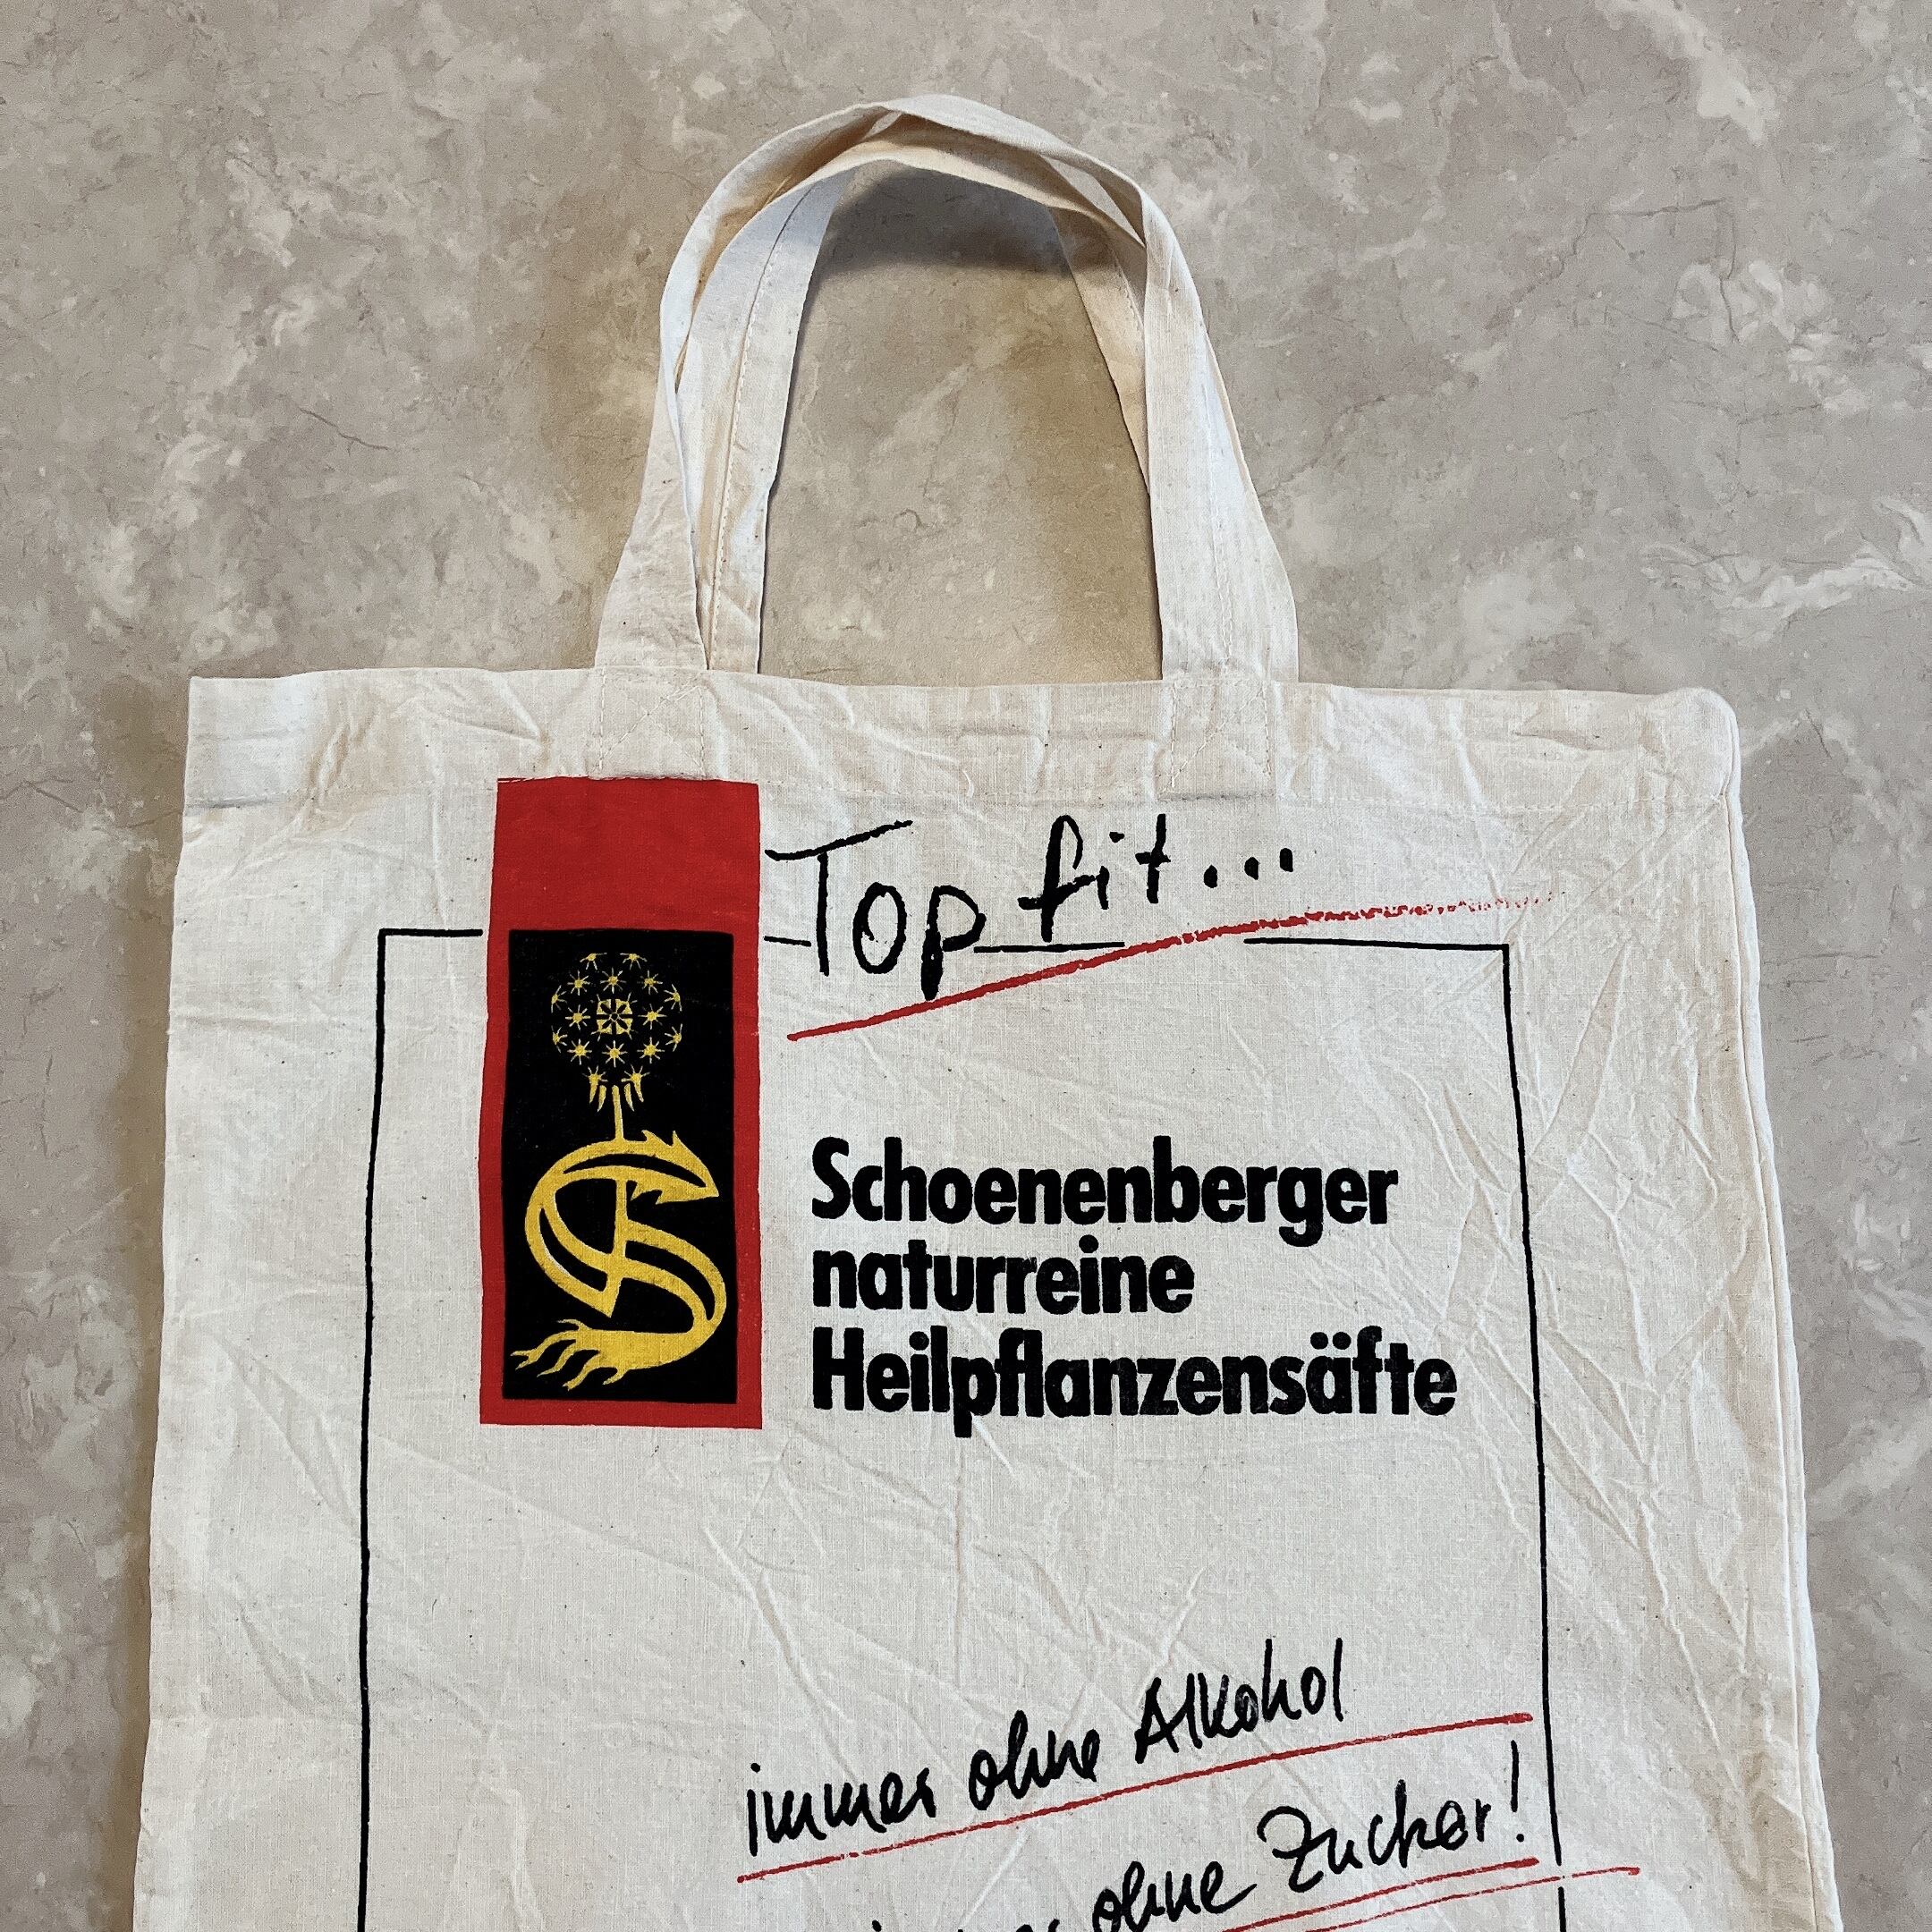 Top fit...
Schoenenberger
naturreine
Heilpflanzensäfte
immer ohne Alkohol
ohne Zucker!